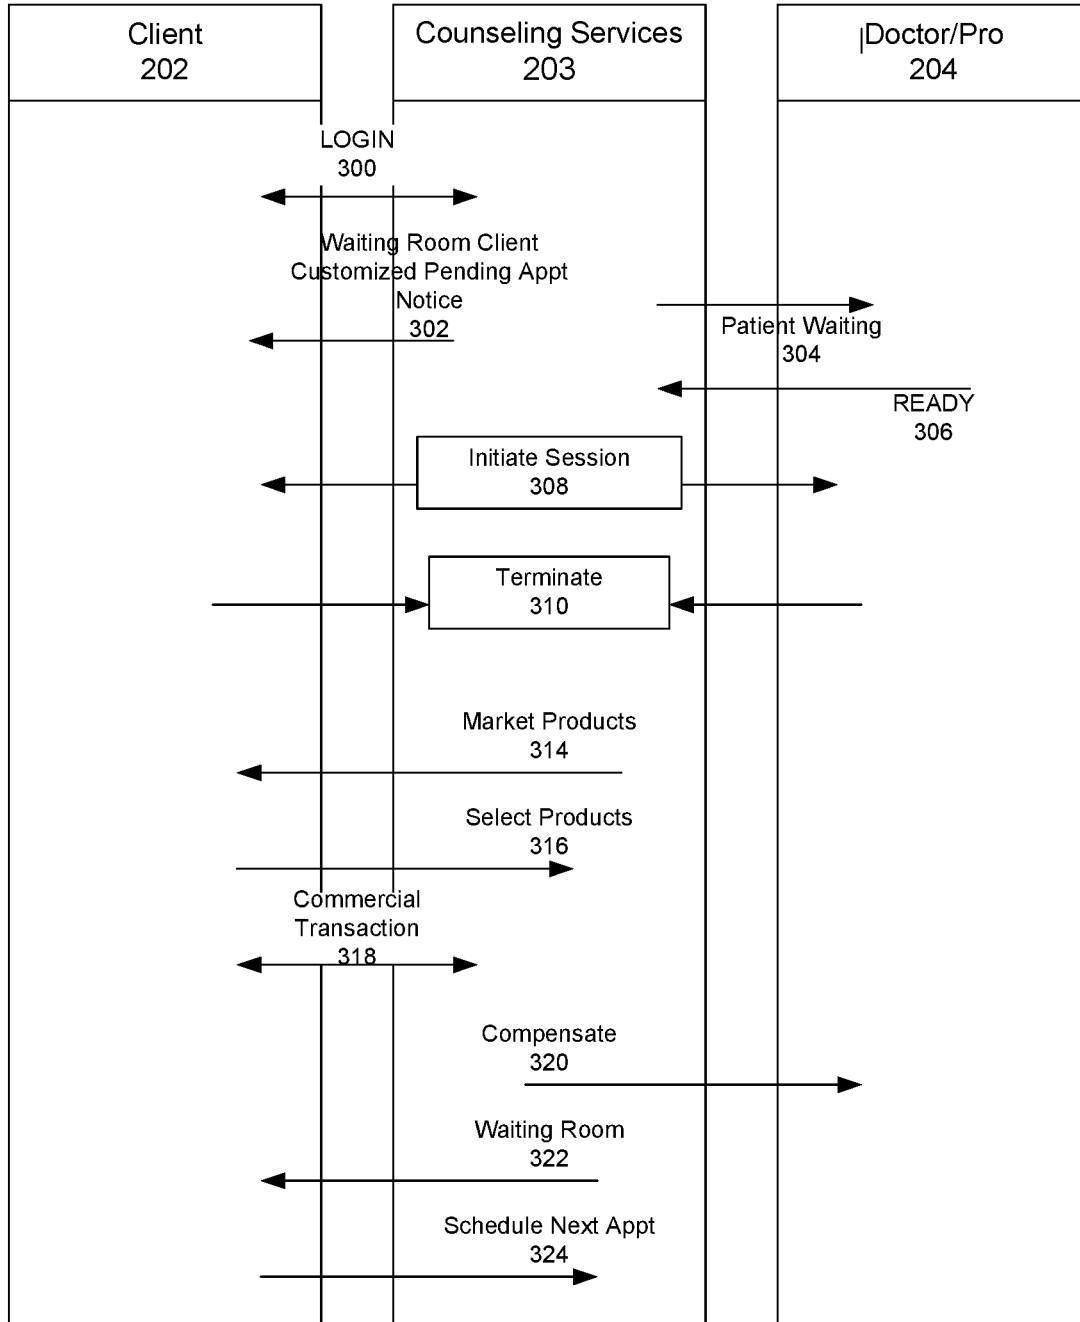 Client
202
Counseling Services
203
Doctor/Pro
204
LOGIN
300
Waiting Room Client
Customized Pending Appt
Notice
302
Patient Waiting
304
READY
306
Initiate Session
308
Terminate
310
Market Products
314
Select Products
316
Commercial
Transaction
318
Compensate
320
Waiting Room
322
Schedule Next Appt
324